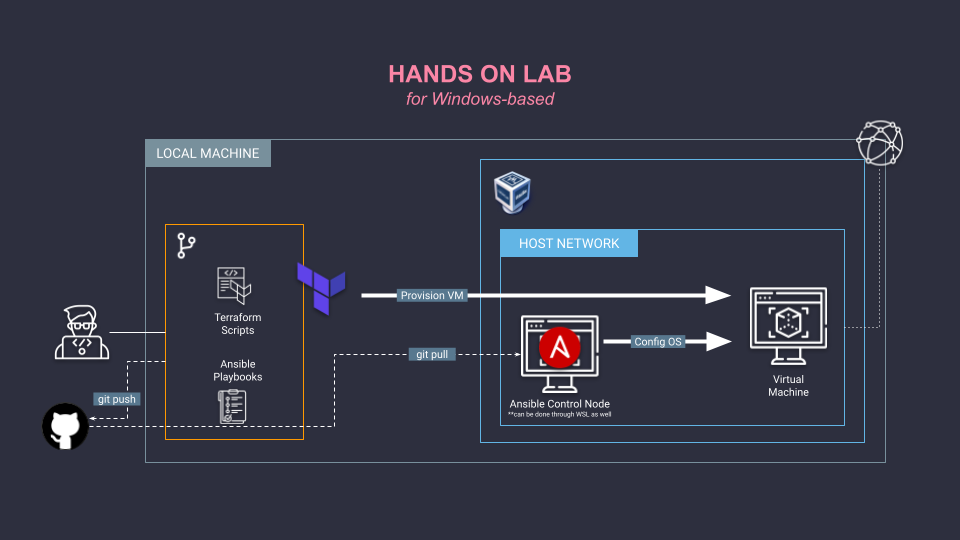 HANDS ON LAB
for Windows-based
LOCAL MACHINE
HOST NETWORK
Terraform
Scripts
Provision VM
Config OS
git pull
Ansible
Playbooks
git push
Ansible Control Node
**can be done through WSL as well
Virtual
Machine